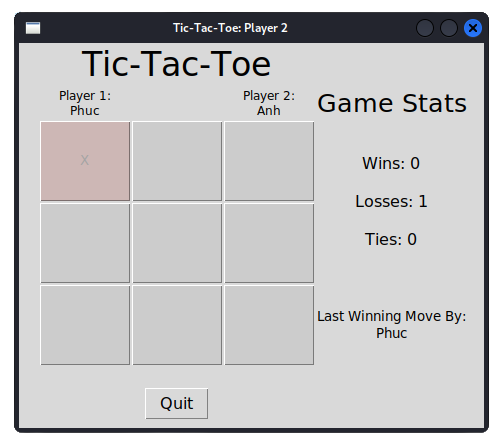 Tic-Tac-Toe: Player 2
Tic-Tac-Toe
Player 1:
Phuc
Player 2:
Anh
Game Stats
X
Wins: 0
Losses: 1
Ties: 0
Last Winning Move By:
Phuc
Quit